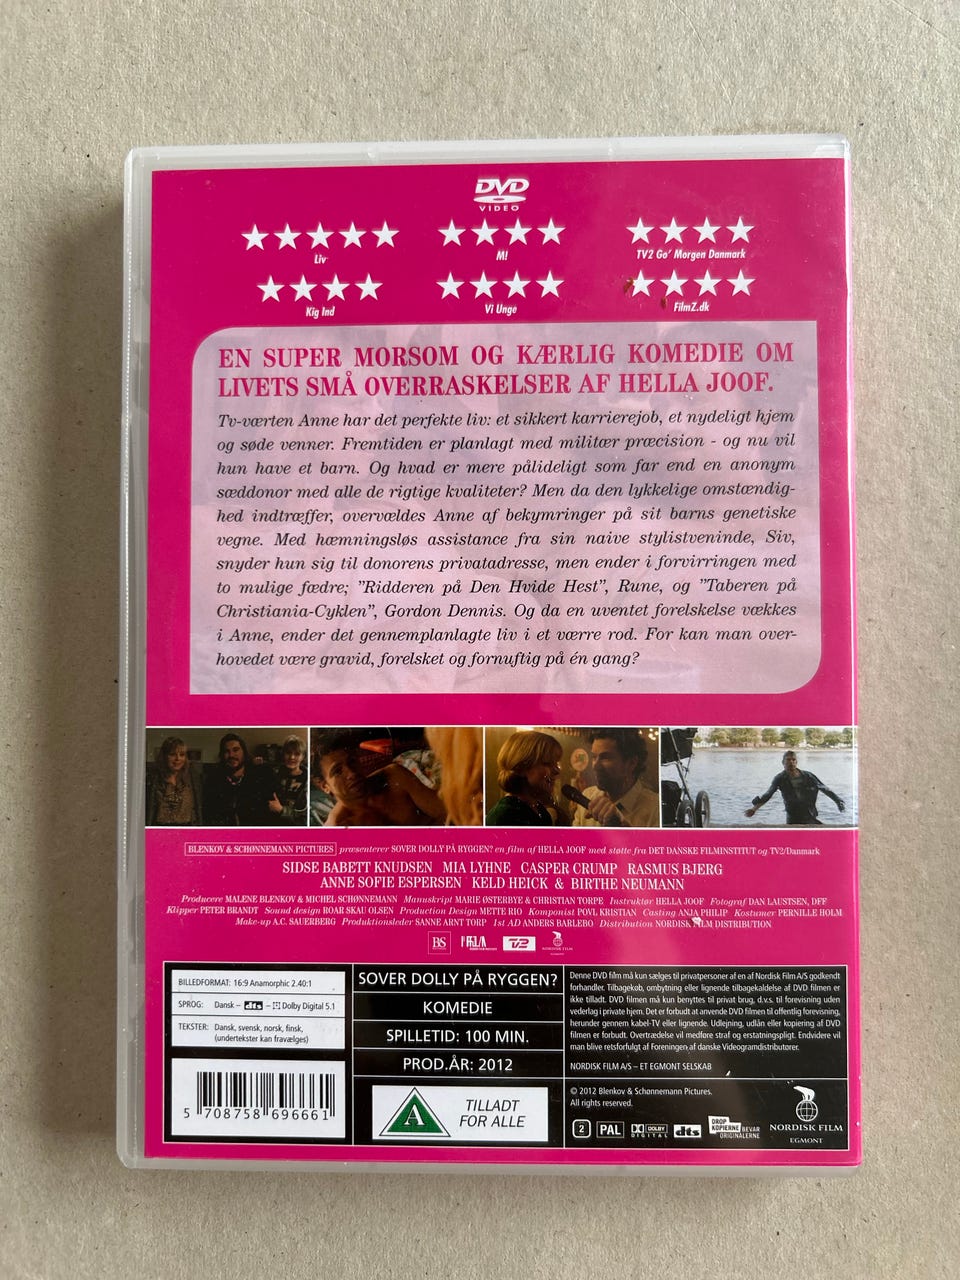 DVD
VIDEO
Liv
M!
TV2 Go' Morgen Danmark
Kig Ind
Vi Unge
FilmZ.dk
EN SUPER MORSOM OG KÆRLIG KOMEDIE OM
LIVETS SMÅ OVERRASKELSER AF HELLA JOOF.
Tv-værten Anne har det perfekte liv: et sikkert karrierejob, et nydeligt hjem
og søde venner. Fremtiden er planlagt med militær præcision - og nu vil
hun have et barn. Og hvad er mere pålideligt som far end en anonym
sæddonor med alle de rigtige kvaliteter? Men da den lykkelige omstændig-
hed indtræffer, overvældes Anne af bekymringer på sit barns genetiske
vegne. Med hæmningsløs assistance fra sin naive stylistveninde, Siv,
snyder hun sig til donorens privatadresse, men ender i forvirringen med
to mulige fædre; "Ridderen på Den Hvide Hest", Rune, og "Taberen på
Christiania-Cyklen", Gordon Dennis. Og da en uventet forelskelse vækkes
i Anne, ender det gennemplanlagte liv i et værre rod. For kan man over-
hovedet være gravid, forelsket og fornuftig på én gang?
BLENKOV & SCHØNNEMANN PICTURES præsenterer SOVER DOLLY PÅ RYGGEN? en film af HELLA JOOF med støtte fra DET DANSKE FILMINSTITUT og TV2/Danmark
SIDSE BABETT KNUDSEN MIA LYHNE CASPER CRUMP RASMUS BJERG
ANNE SOFIE ESPERSEN KELD HEICK & BIRTHE NEUMANN
Producere MALENE BLENKOV & MICHEL SCHØNNEMANN Manuskript MARIE ØSTERBYE & CHRISTIAN TORPE Instruktør HELLA JOOF Fotograf DAN LAUSTSEN, DFF
Klipper PETER BRANDT Sound design ROAR SKAU OLSEN Production Design METTE RIO Komponist POVL KRISTIAN Casting ANJA PHILIP Kostumer PERNILLE HOLM
Make-up A.C. SAUERBERG Produktionsleder SANNE ARNT TORP 1st AD ANDERS BARLEBO Distribution NORDISK FILM DISTRIBUTION
BS TV2 NORDISK FILM
BILLEDFORMAT: 16:9 Anamorphic 2.40:1
SPROG: Dansk – dts – Dolby Digital 5.1
TEKSTER: Dansk, svensk, norsk, finsk,
(undertekster kan fravælges)
5 708758 696661
SOVER DOLLY PÅ RYGGEN?
KOMEDIE
SPILLETID: 100 MIN.
PROD.ÅR: 2012
A
TILLADT
FOR ALLE
Denne DVD film må kun sælges til privatpersoner af en af Nordisk Film A/S godkendt
forhandler. Tilbagekøb, ombytning eller lignende tilbagekaldelse af DVD filmen er
ikke tilladt. DVD filmen må kun benyttes til privat brug, d.v.s. til forevisning uden
vederlag i private hjem. Det er forbudt at anvende DVD filmen til offentlig forevisning,
herunder gennem kabel-TV eller lignende. Udlejning, udlån eller kopiering af DVD
filmen er forbudt. Overtrædelse vil medføre straf og erstatningspligt. Endvidere vil
man blive retsforfulgt af Foreningen af danske Videogramdistributører.
NORDISK FILM A/S – ET EGMONT SELSKAB
© 2012 Blenkov & Schønnemann Pictures.
All rights reserved.
2 PAL DOLBY DIGITAL dts DROP KOPIERNE BEVAR ORIGINALERNE
NORDISK FILM
EGMONT